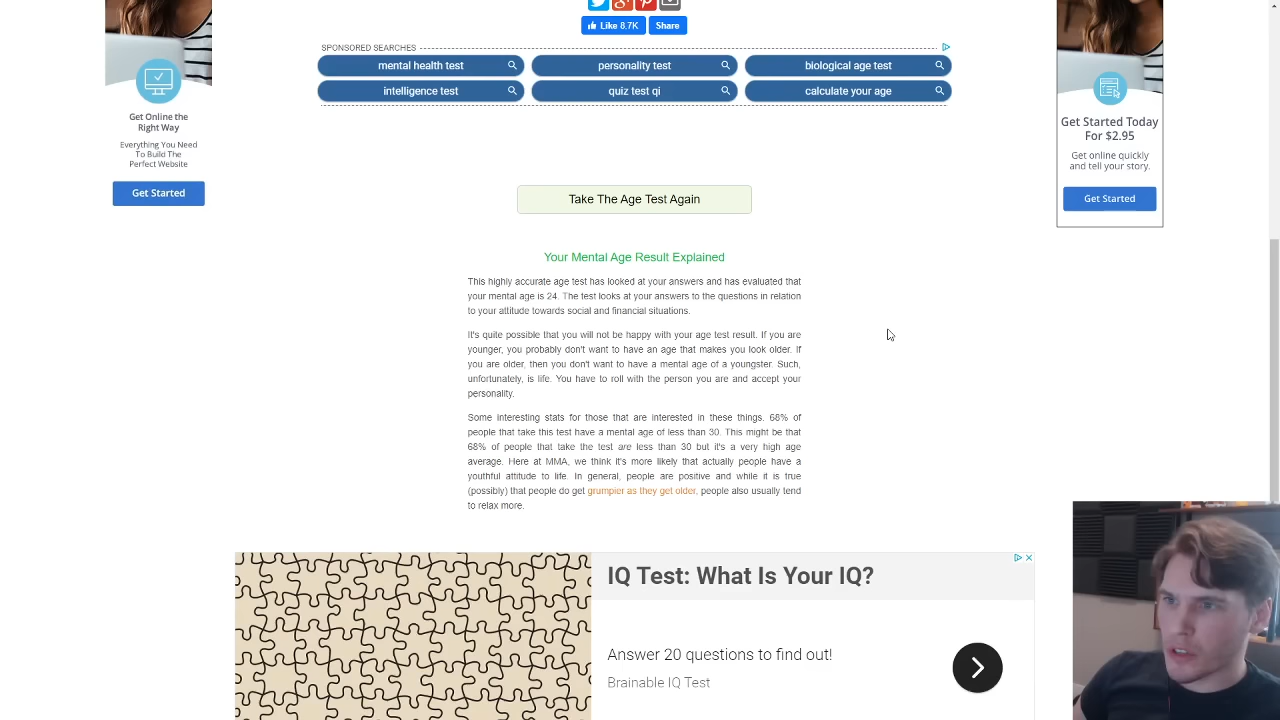 Like 8.7K
Share
SPONSORED SEARCHES
mental health test
personality test
biological age test
intelligence test
quiz test qi
calculate your age
Get Online the
Right Way
Everything You Need
To Build The
Perfect Website
Get Started
Get Started Today
For $2.95
Get online quickly
and tell your story.
Get Started
Take The Age Test Again
Your Mental Age Result Explained
This highly accurate age test has looked at your answers and has evaluated that
your mental age is 24. The test looks at your answers to the questions in relation
to your attitude towards social and financial situations.
It's quite possible that you will not be happy with your age test result. If you are
younger, you probably don't want to have an age that makes you look older. If
you are older, then you don't want to have a mental age of a youngster. Such,
unfortunately, is life. You have to roll with the person you are and accept your
personality.
Some interesting stats for those that are interested in these things. 68% of
people that take this test have a mental age of less than 30. This might be that
68% of people that take the test are less than 30 but it's a very high age
average. Here at MMA, we think it's more likely that actually people have a
youthful attitude to life. In general, people are positive and while it is true
(possibly) that people do get grumpier as they get older, people also usually tend
to relax more.
IQ Test: What Is Your IQ?
Answer 20 questions to find out!
Brainable IQ Test